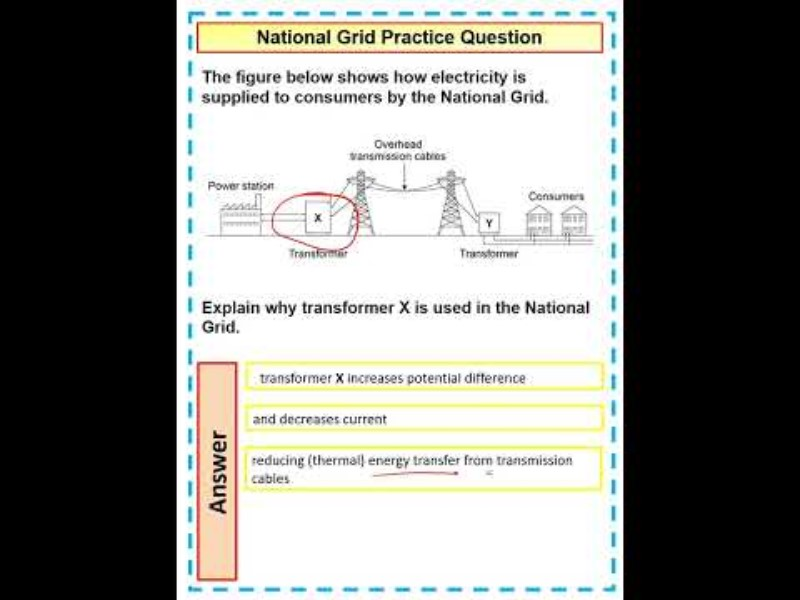 National Grid Practice Question
The figure below shows how electricity is
supplied to consumers by the National Grid.
Overhead
transmission cables
Power station
Consumers
X
Y
Transformer
Transformer
Explain why transformer X is used in the National
Grid.
Answer
transformer X increases potential difference
and decreases current
reducing (thermal) energy transfer from transmission
cables